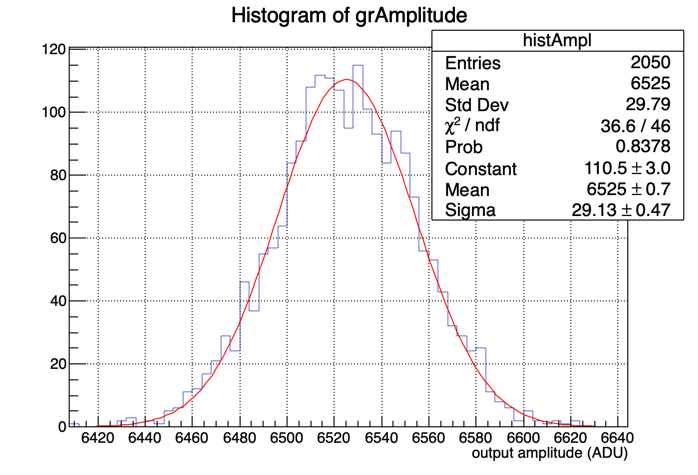 Histogram of grAmplitude
histAmpl
Entries 2050
Mean 6525
Std Dev 29.79
χ² / ndf 36.6 / 46
Prob 0.8378
Constant 110.5 ± 3.0
Mean 6525 ± 0.7
Sigma 29.13 ± 0.47
120
100
80
60
40
20
0
6420 6440 6460 6480 6500 6520 6540 6560 6580 6600 6620 6640
output amplitude (ADU)